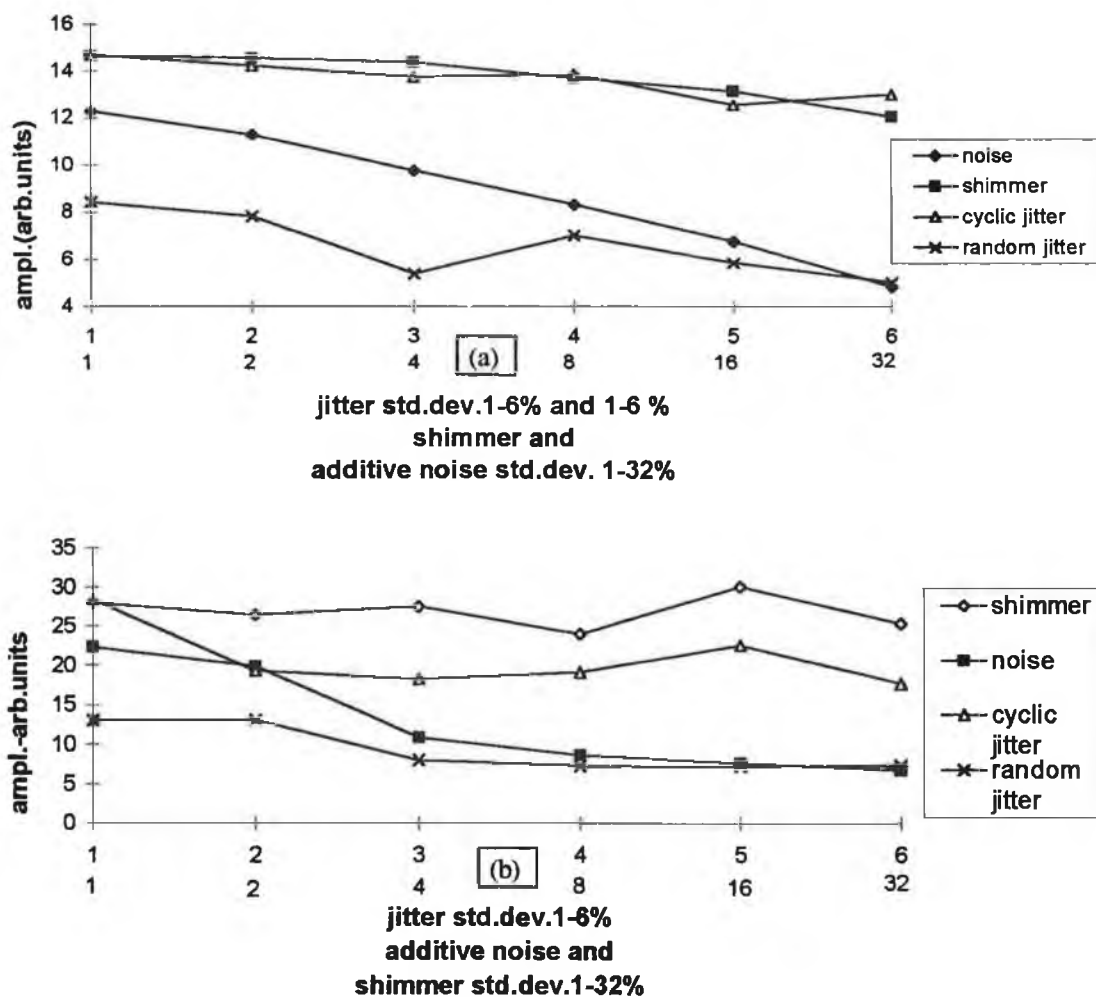 16
14
12
10
8
6
4
ampl.(arb.units)
noise
shimmer
cyclic jitter
random jitter
1 2 3 4 5 6
1 2 4 (a) 8 16 32
jitter std.dev.1-6% and 1-6 %
shimmer and
additive noise std.dev. 1-32%
35
30
25
20
15
10
5
0
ampl.-arb.units
shimmer
noise
cyclic
jitter
random
jitter
1 2 3 4 5 6
1 2 4 (b) 8 16 32
jitter std.dev.1-6%
additive noise and
shimmer std.dev.1-32%